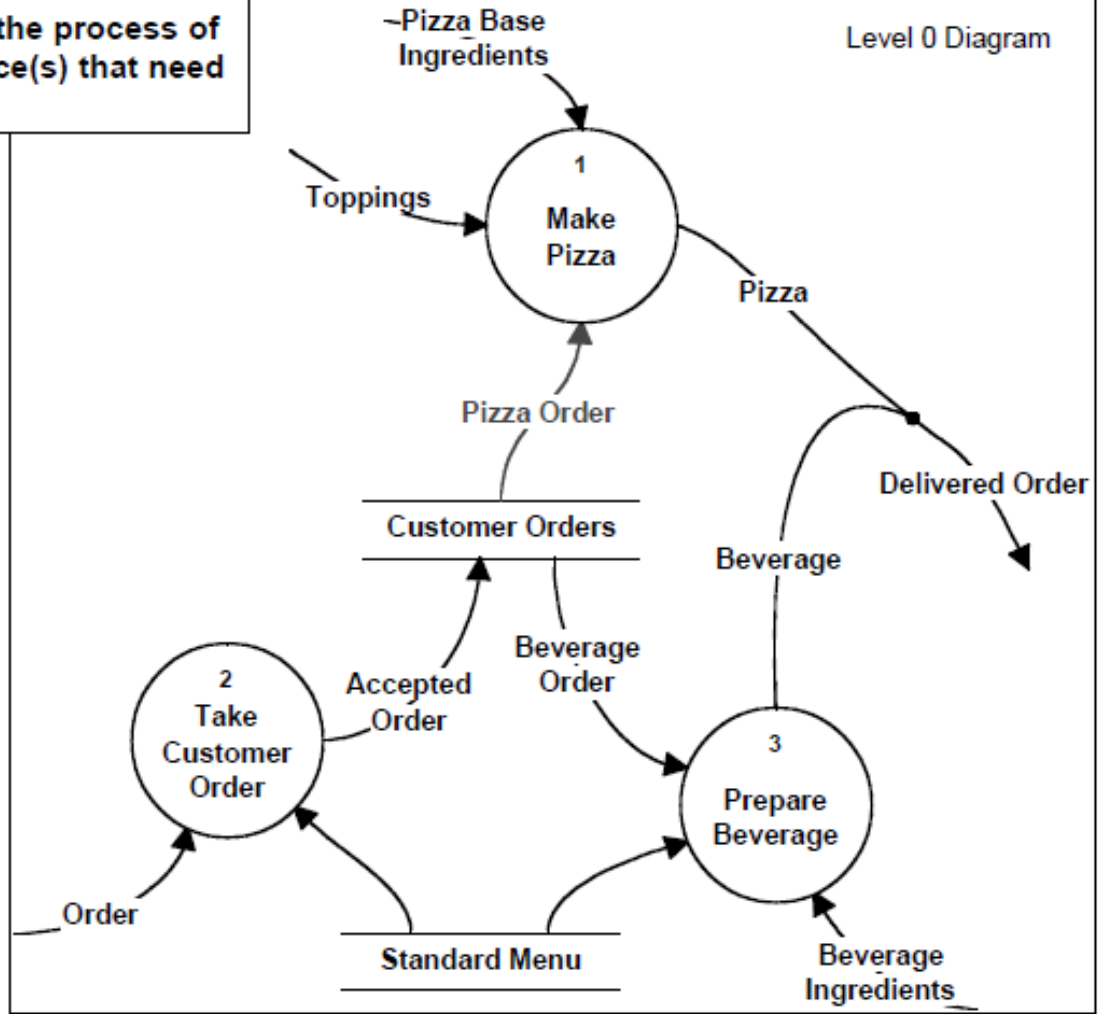 the process of
ce(s) that need
Level 0 Diagram
Pizza Base
Ingredients
Toppings
1
Make
Pizza
Pizza
Pizza Order
Delivered Order
Customer Orders
Beverage
Beverage
Order
Accepted
Order
2
Take
Customer
Order
3
Prepare
Beverage
Order
Standard Menu
Beverage
Ingredients